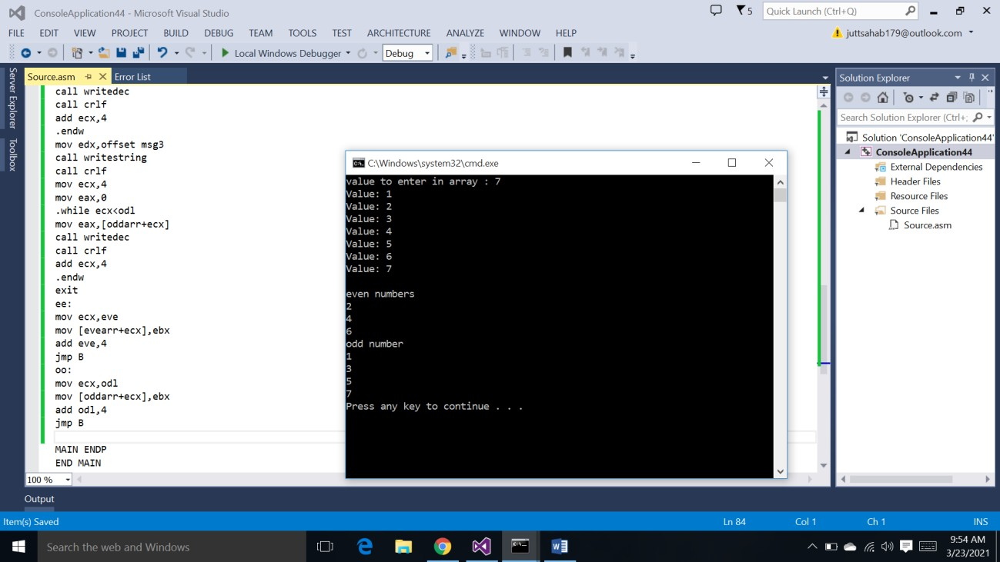 ConsoleApplication44 - Microsoft Visual Studio
5
Quick Launch (Ctrl+Q)
FILE EDIT VIEW PROJECT BUILD DEBUG TEAM TOOLS TEST ARCHITECTURE ANALYZE WINDOW HELP
juttsahab179@outlook.com
Local Windows Debugger
Debug
Server Explorer
Toolbox
Source.asm
Error List
call writedec
call crlf
add ecx,4
.endw
mov edx,offset msg3
call writestring
call crlf
mov ecx,4
mov eax,0
.while ecx<odl
mov eax,[oddarr+ecx]
call writedec
call crlf
add ecx,4
.endw
exit
ee:
mov ecx,eve
mov [evearr+ecx],ebx
add eve,4
jmp B
oo:
mov ecx,odl
mov [oddarr+ecx],ebx
add odl,4
jmp B
MAIN ENDP
END MAIN
100 %
C:\Windows\system32\cmd.exe
value to enter in array : 7
Value: 1
Value: 2
Value: 3
Value: 4
Value: 5
Value: 6
Value: 7
even numbers
2
4
6
odd number
1
3
5
7
Press any key to continue . . .
Solution Explorer
Search Solution Explorer (Ctrl+;
Solution 'ConsoleApplication44'
ConsoleApplication44
External Dependencies
Header Files
Resource Files
Source Files
Source.asm
Output
Item(s) Saved
Ln 84
Col 1
Ch 1
INS
Search the web and Windows
9:54 AM
3/23/2021